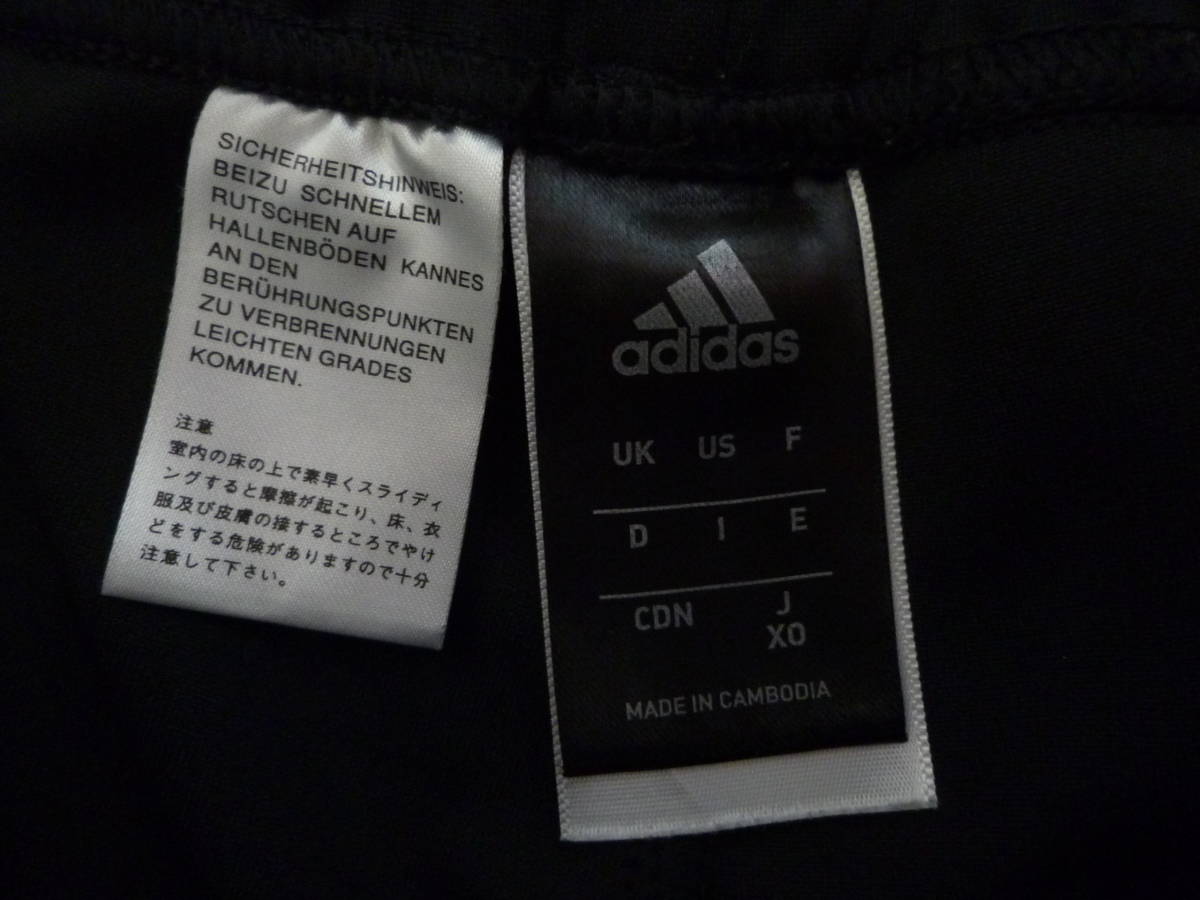 SICHERHEITSHINWEIS:
BEIZU SCHNELLEM
RUTSCHEN AUF
HALLENBÖDEN KANNES
AN DEN
BERÜHRUNGSPUNKTEN
ZU VERBRENNUNGEN
LEICHTEN GRADES
KOMMEN.
注意
室内の床の上で素早くスライディ
ングすると摩擦が起こり、床、衣
服及び皮膚の接するところでやけ
どをする危険がありますので十分
注意して下さい。
adidas
UK US F
D I E
CDN J
XO
MADE IN CAMBODIA